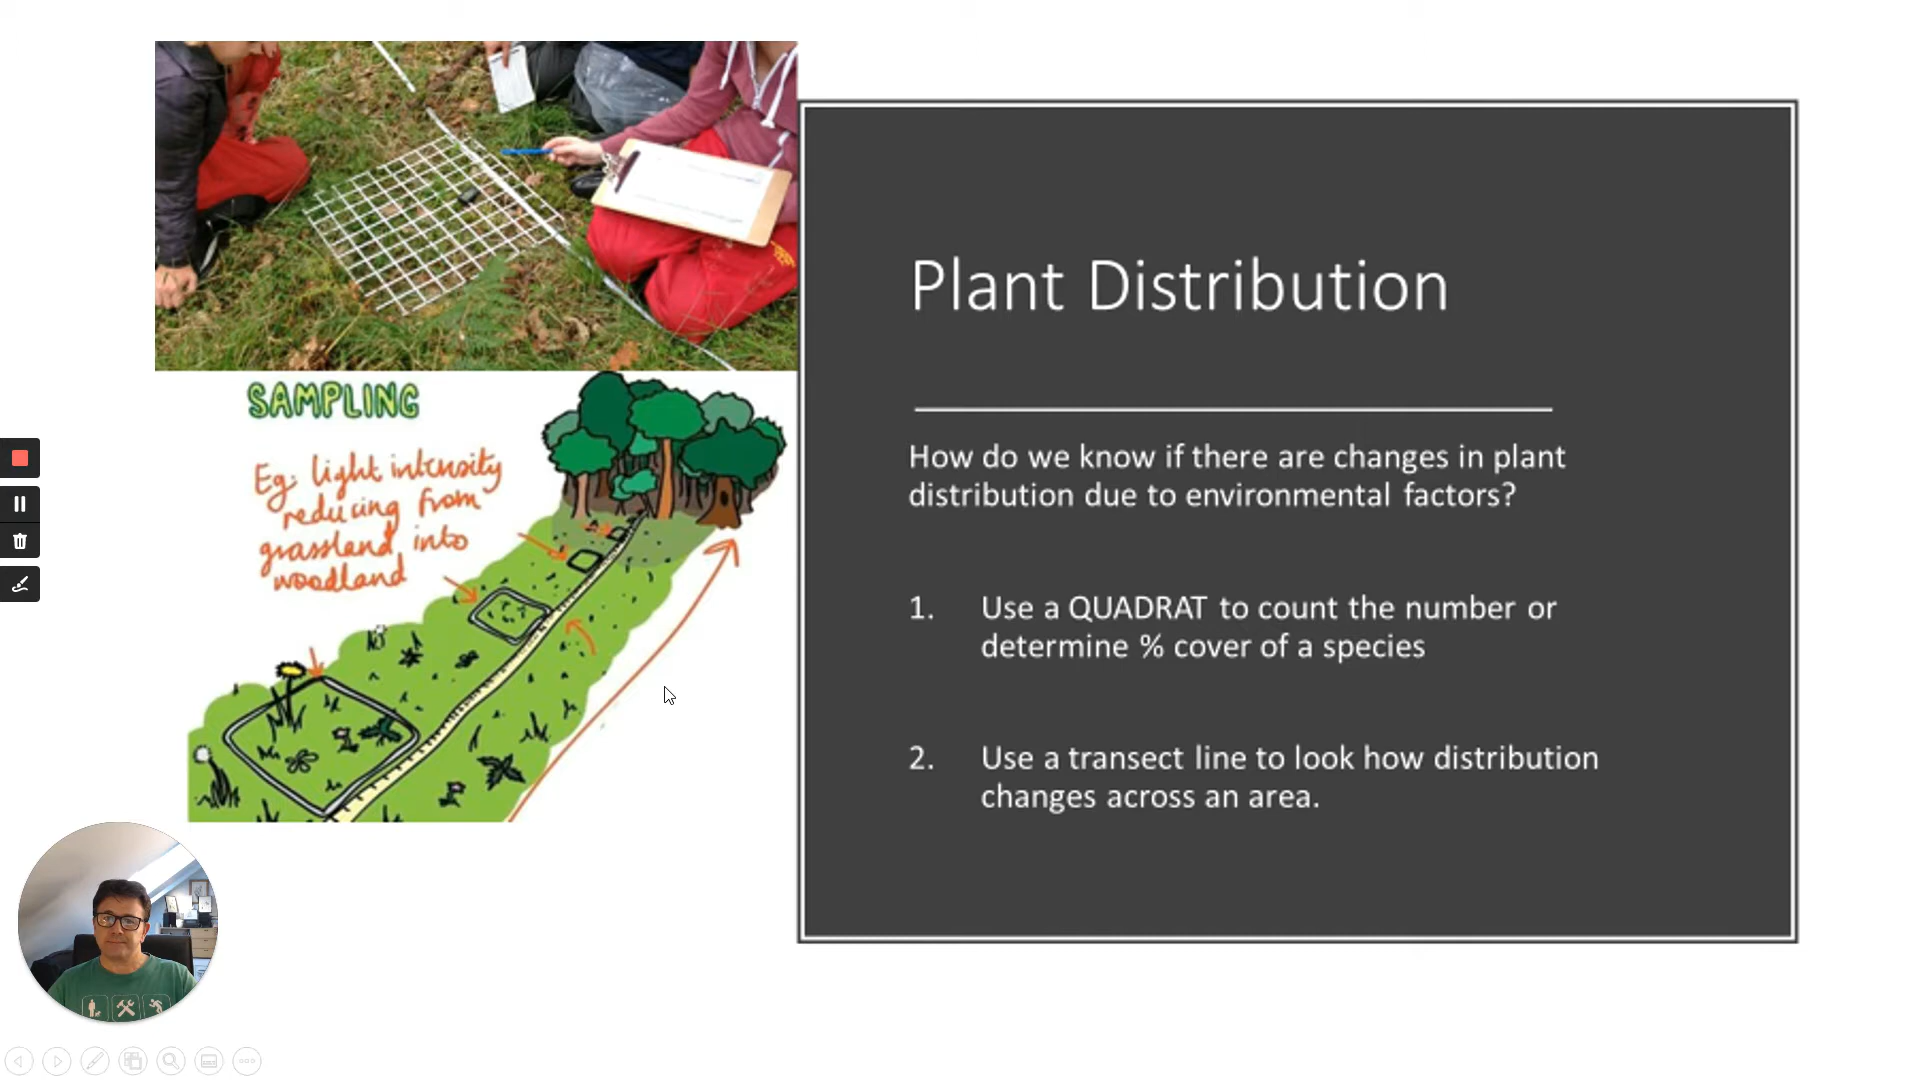 SAMPLING
Eg: light intensity
reducing from
grassland into
woodland
Plant Distribution
How do we know if there are changes in plant
distribution due to environmental factors?
1. Use a QUADRAT to count the number or
determine % cover of a species
2. Use a transect line to look how distribution
changes across an area.